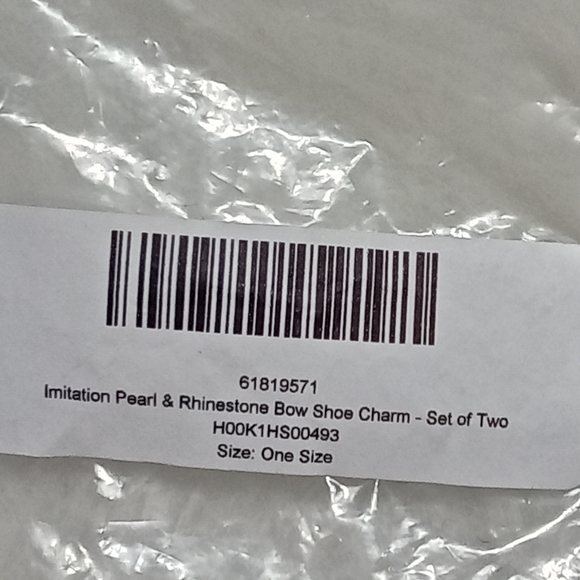 61819571
Imitation Pearl & Rhinestone Bow Shoe Charm - Set of Two
H00K1HS00493
Size: One Size